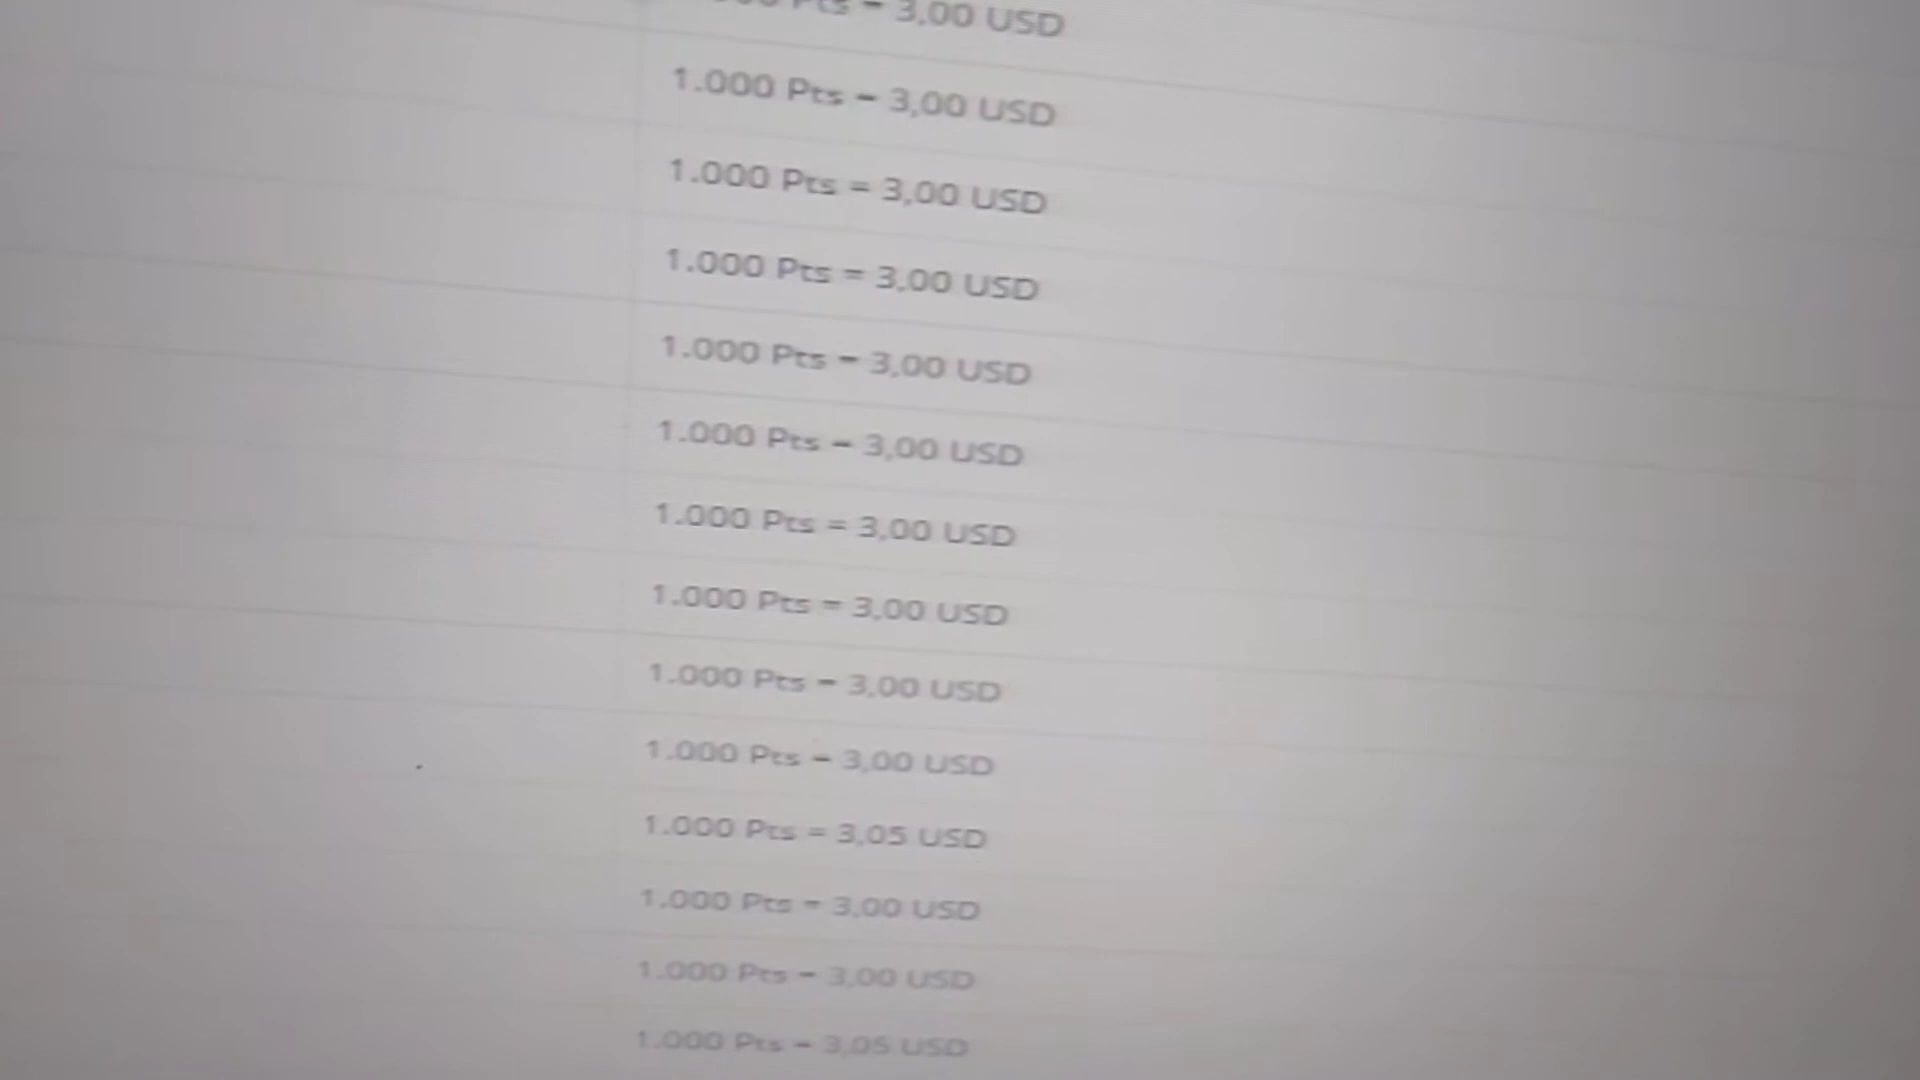 Pts = 3,00 USD
1.000 Pts = 3,00 USD
1.000 Pts = 3,00 USD
1.000 Pts = 3,00 USD
1.000 Pts = 3,00 USD
1.000 Pts = 3,00 USD
1.000 Pts = 3,00 USD
1.000 Pts = 3,00 USD
1.000 Pts = 3,00 USD
1.000 Pts = 3,00 USD
1.000 Pts = 3,05 USD
1.000 Pts = 3,00 USD
1.000 Pts = 3,00 USD
1.000 Pts = 3,05 USD